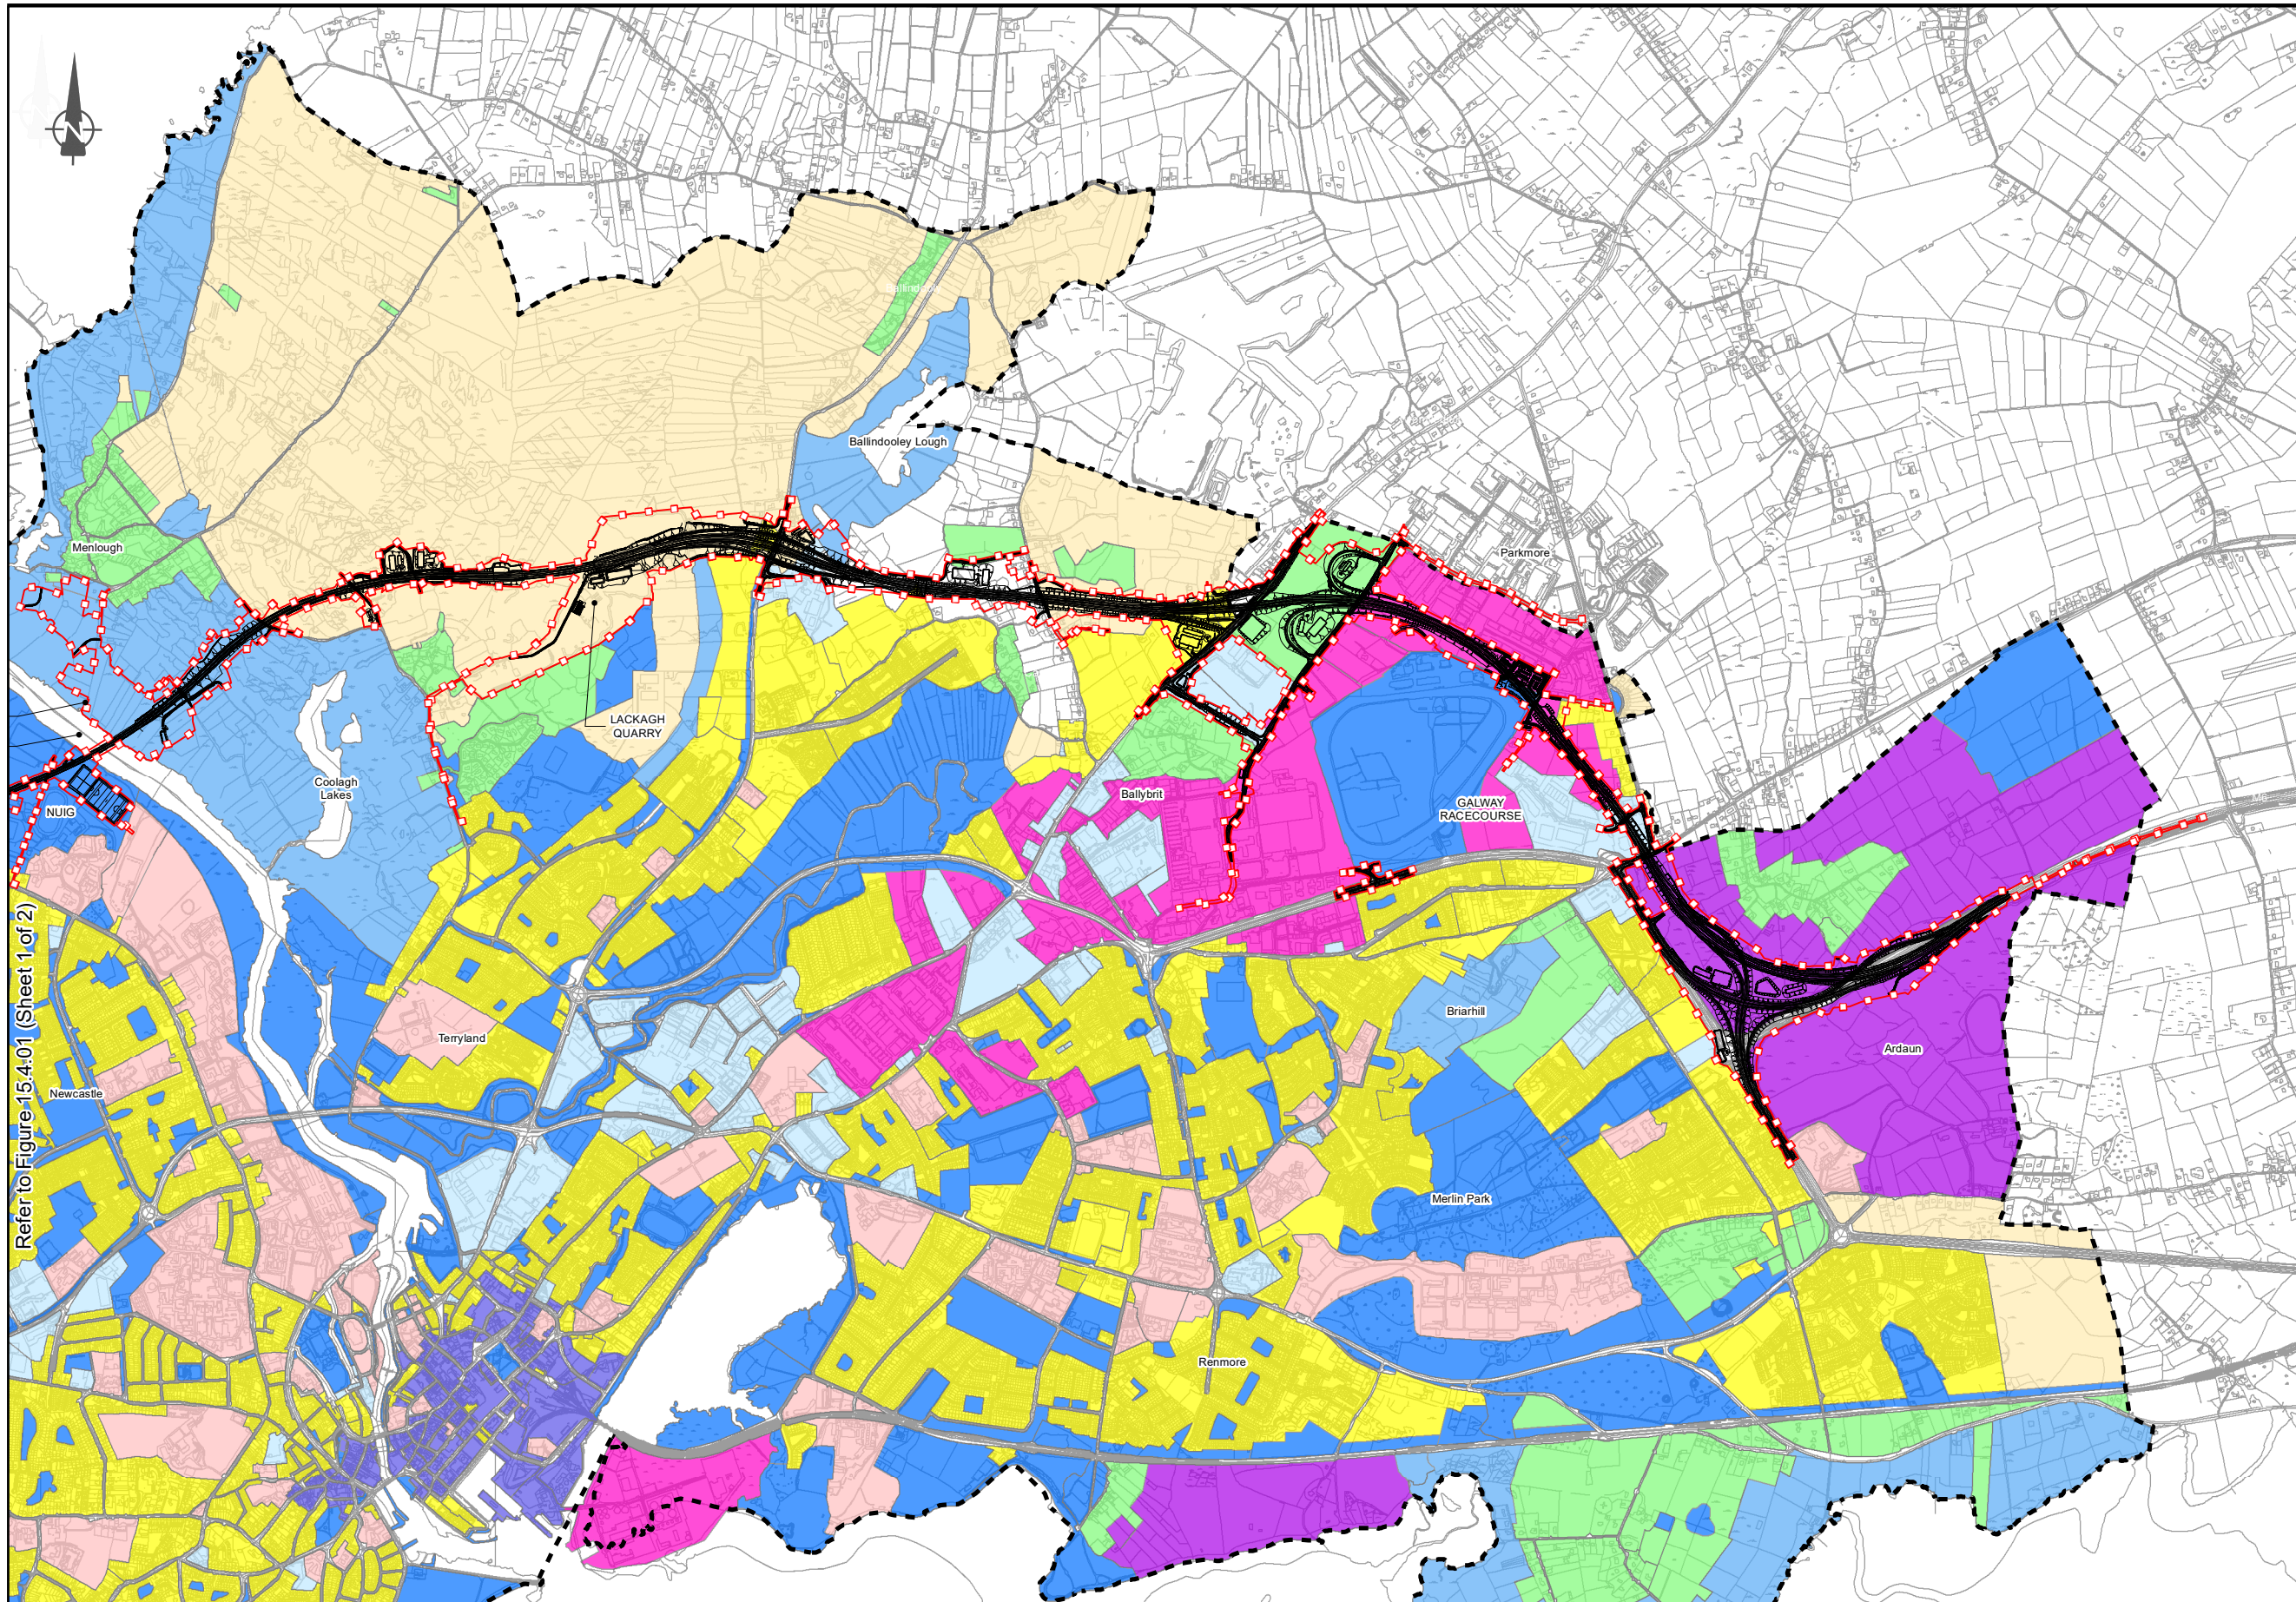 N
Ballindooley Lough
Menlough
Parkmore
LACKAGH
QUARRY
Coolagh
Lakes
Ballybrit
GALWAY
RACECOURSE
NUIG
Refer to Figure 15.4.01 (Sheet 1 of 2)
Briarhill
Terryland
Ardaun
Newcastle
Merlin Park
Renmore